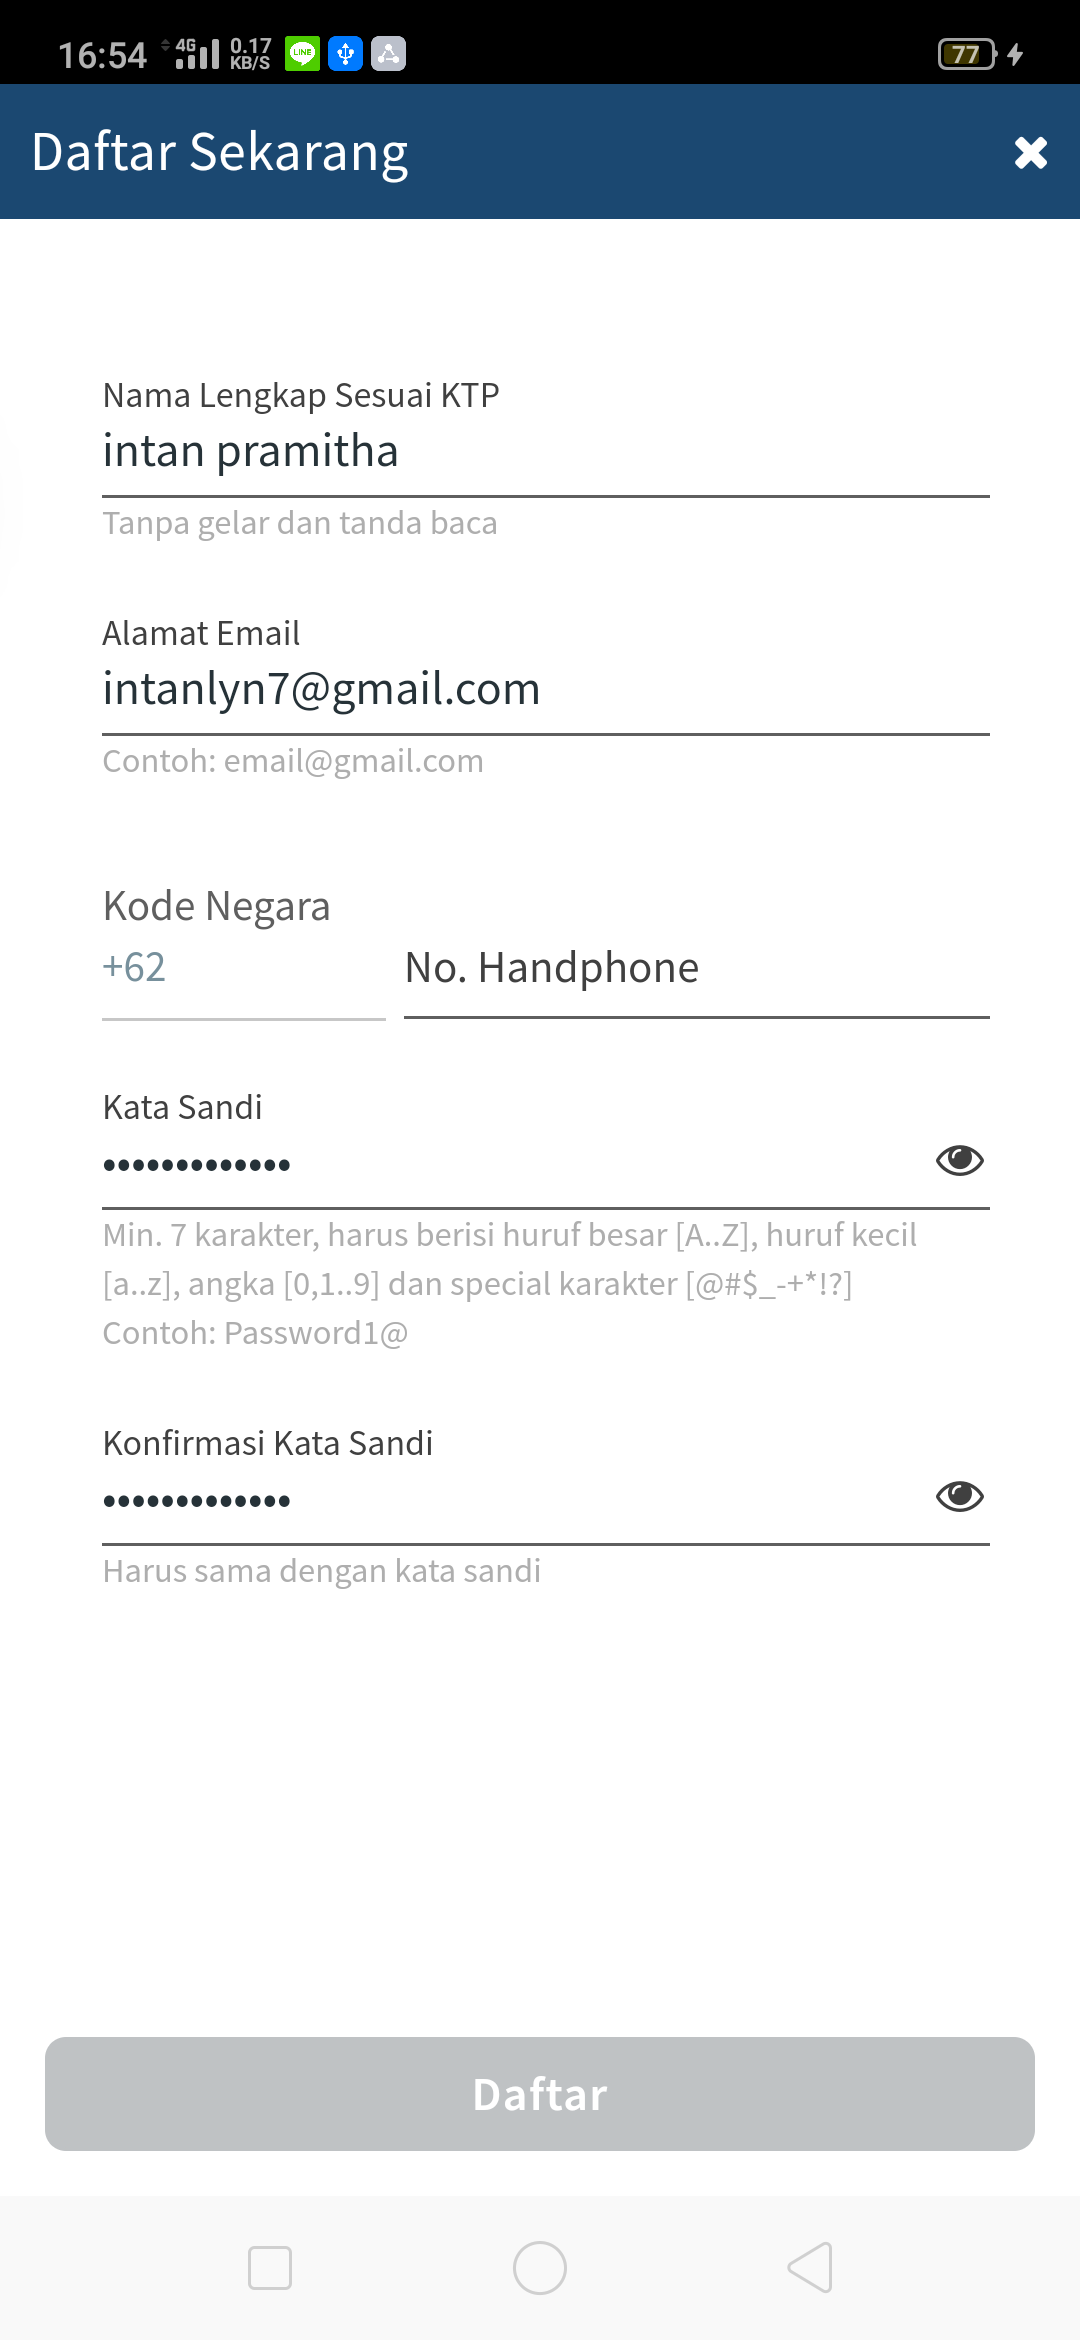 16:54 4G 0.17 KB/S LINE 77
Daftar Sekarang
Nama Lengkap Sesuai KTP
intan pramitha
Tanpa gelar dan tanda baca
Alamat Email
intanlyn7@gmail.com
Contoh: email@gmail.com
Kode Negara
+62 No. Handphone
Kata Sandi
•••••••••••••
Min. 7 karakter, harus berisi huruf besar [A..Z], huruf kecil
[a..z], angka [0,1..9] dan special karakter [@#$_-+*!?]
Contoh: Password1@
Konfirmasi Kata Sandi
•••••••••••••
Harus sama dengan kata sandi
Daftar